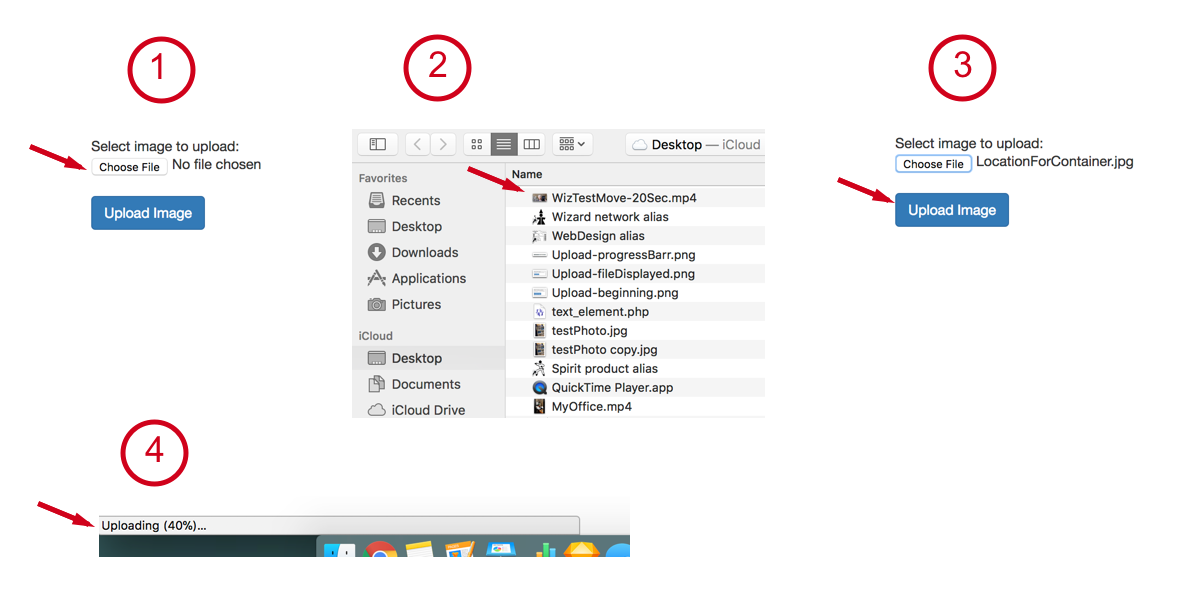 1
Select image to upload:
Choose File No file chosen
Upload Image
2
Desktop — iCloud
Favorites
Recents
Desktop
Downloads
Applications
Pictures
iCloud
Desktop
Documents
iCloud Drive
Name
WizTestMove-20Sec.mp4
Wizard network alias
WebDesign alias
Upload-progressBarr.png
Upload-fileDisplayed.png
Upload-beginning.png
text_element.php
testPhoto.jpg
testPhoto copy.jpg
Spirit product alias
QuickTime Player.app
MyOffice.mp4
3
Select image to upload:
Choose File LocationForContainer.jpg
Upload Image
4
Uploading (40%)...